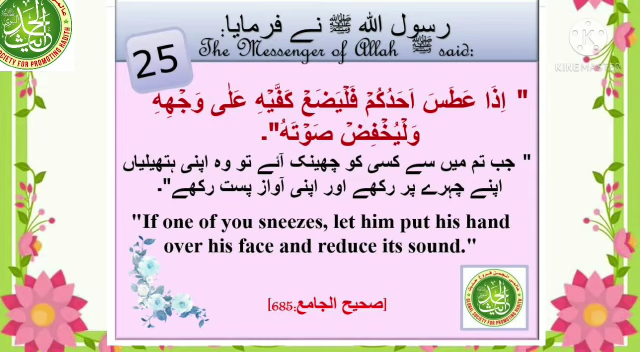 رسول الله ﷺ نے فرمایا:
The Messenger of Allah ﷺ said:
25
" اِذَا عَطَسَ اَحَدُكُمْ فَلْيَضَعْ كَفَّيْهِ عَلٰى وَجْهِهِ
وَلْيُخْفِضْ صَوْتَهُ"۔
" جب تم میں سے کسی کو چھینک آئے تو وہ اپنی ہتھیلیاں
اپنے چہرے پر رکھے اور اپنی آواز پست رکھے"۔
"If one of you sneezes, let him put his hand
over his face and reduce its sound."
[صحیح الجامع:685]
KINEMASTER